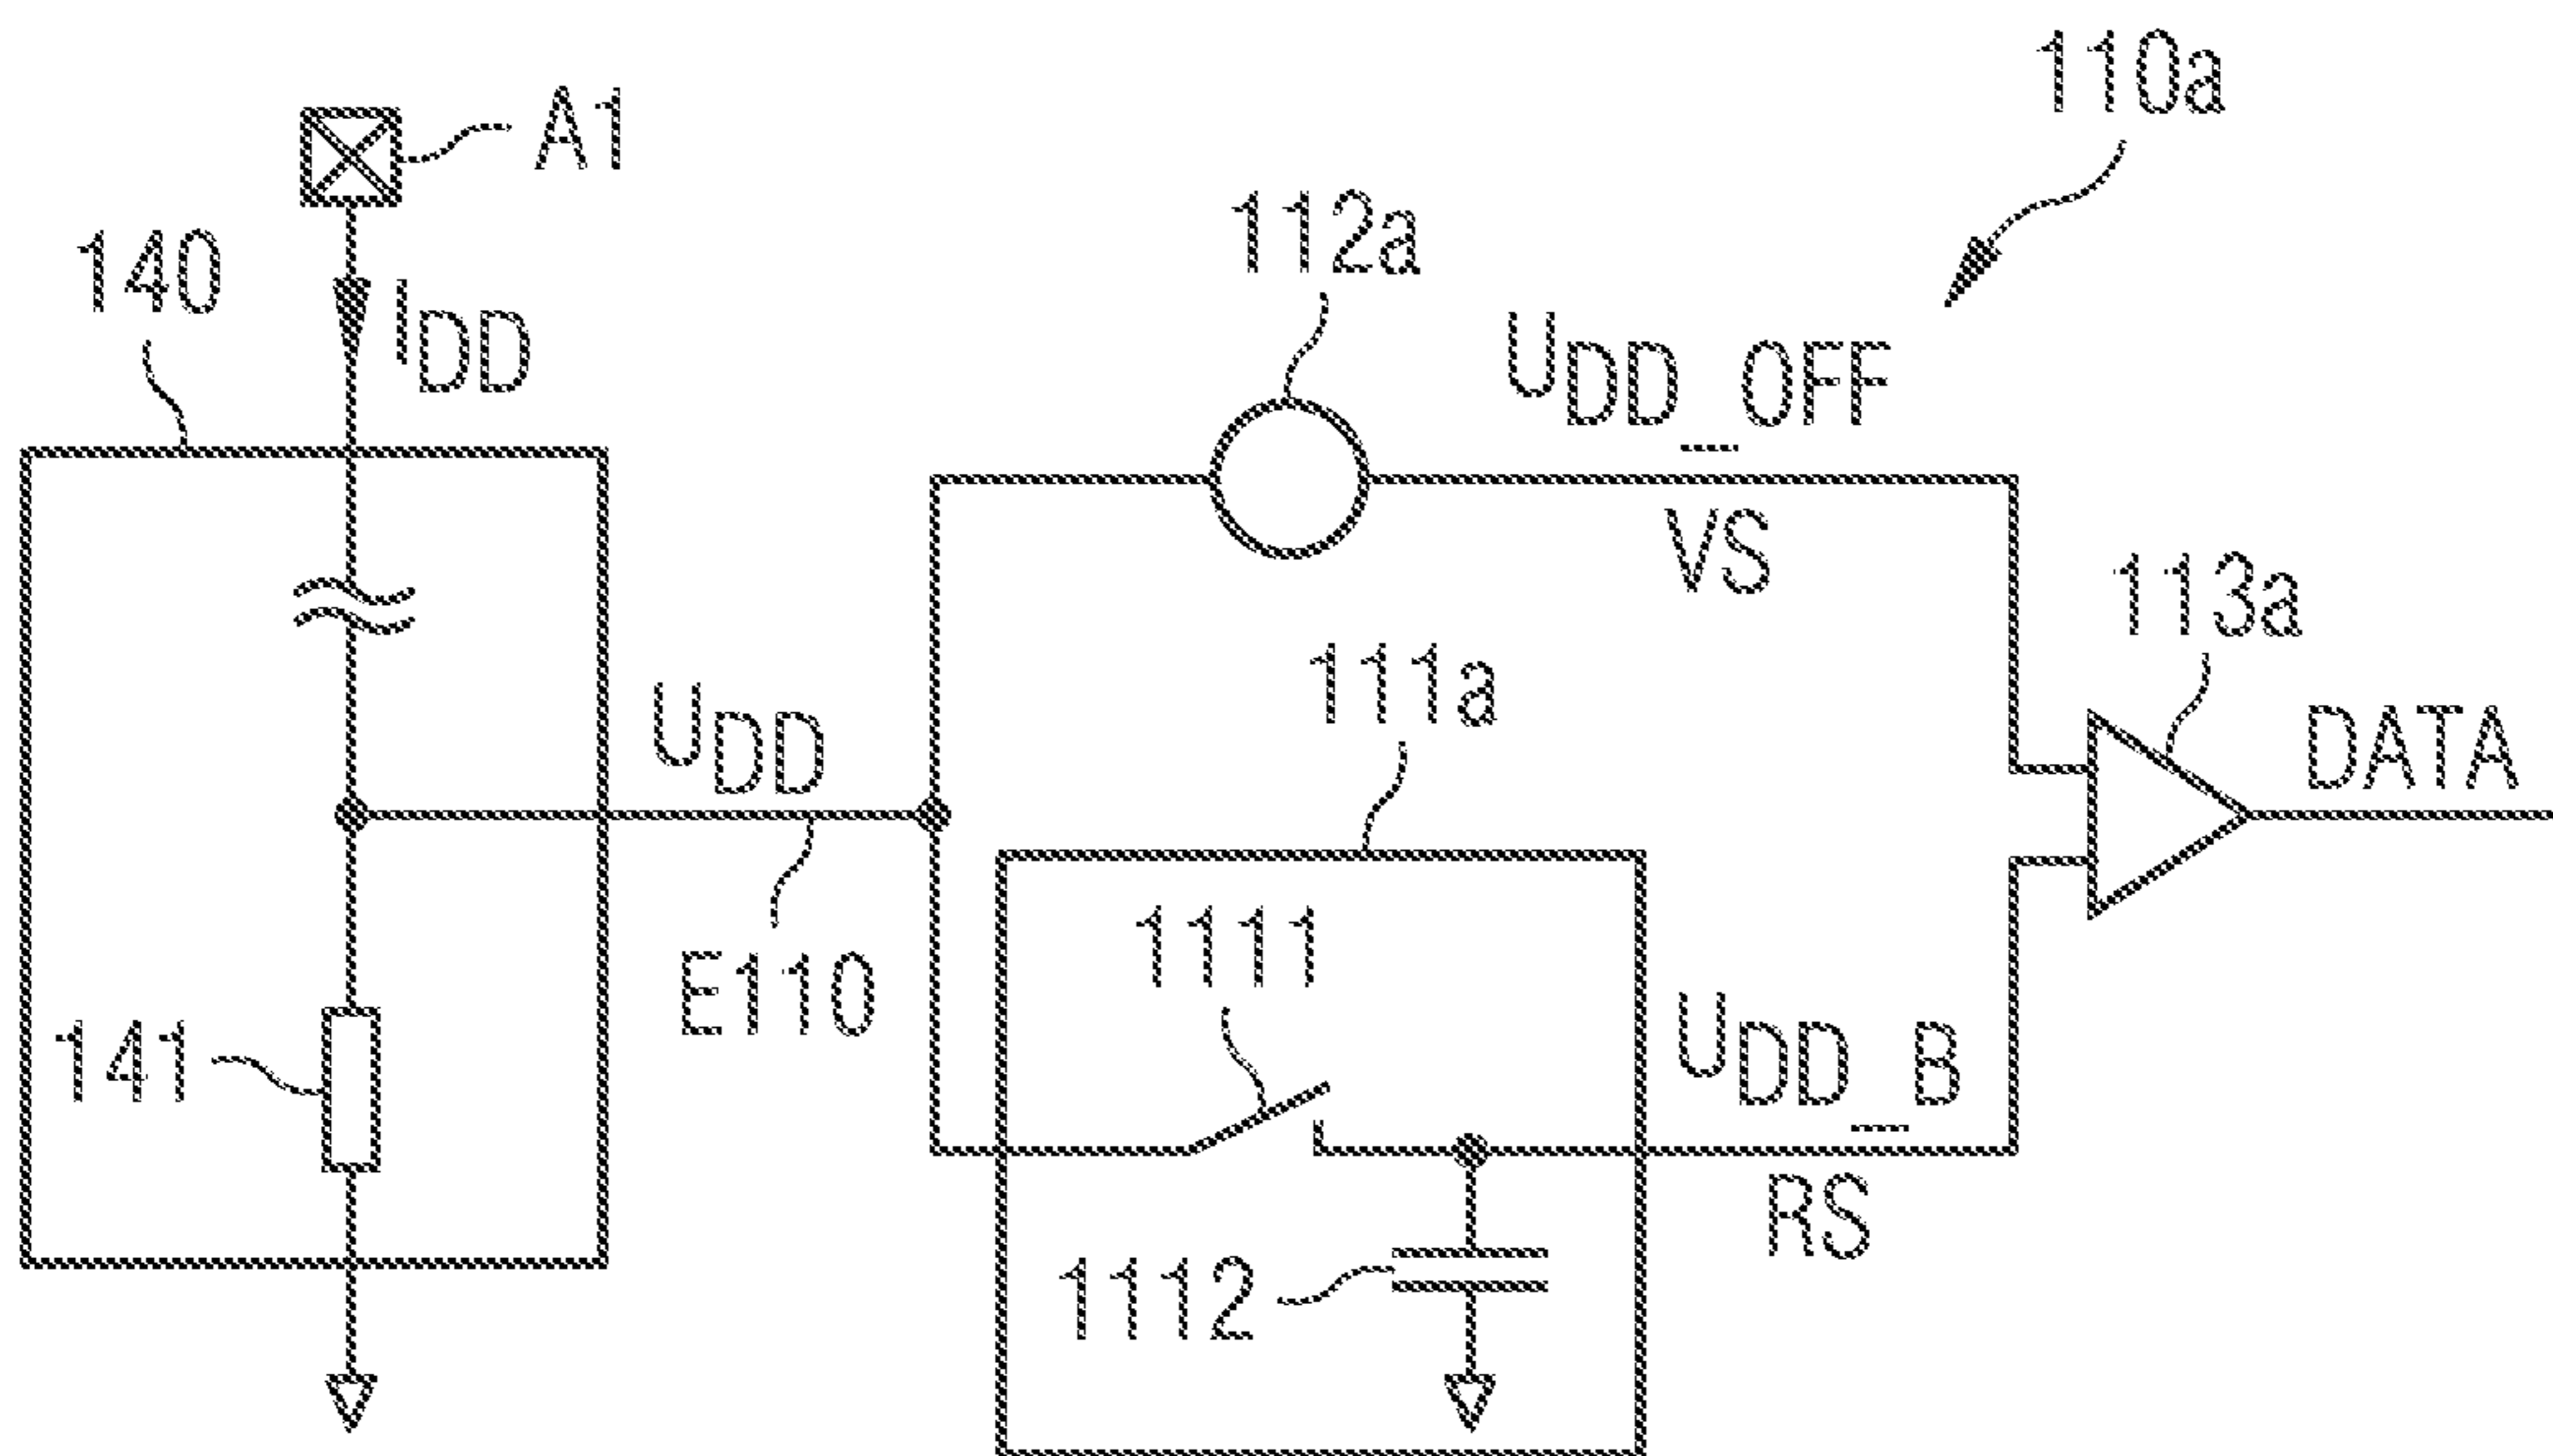 110a
A1
112a
140
IDD
UDD_OFF
VS
113a
111a
UDD
DATA
1111
E110
UDD_B
141
RS
1112